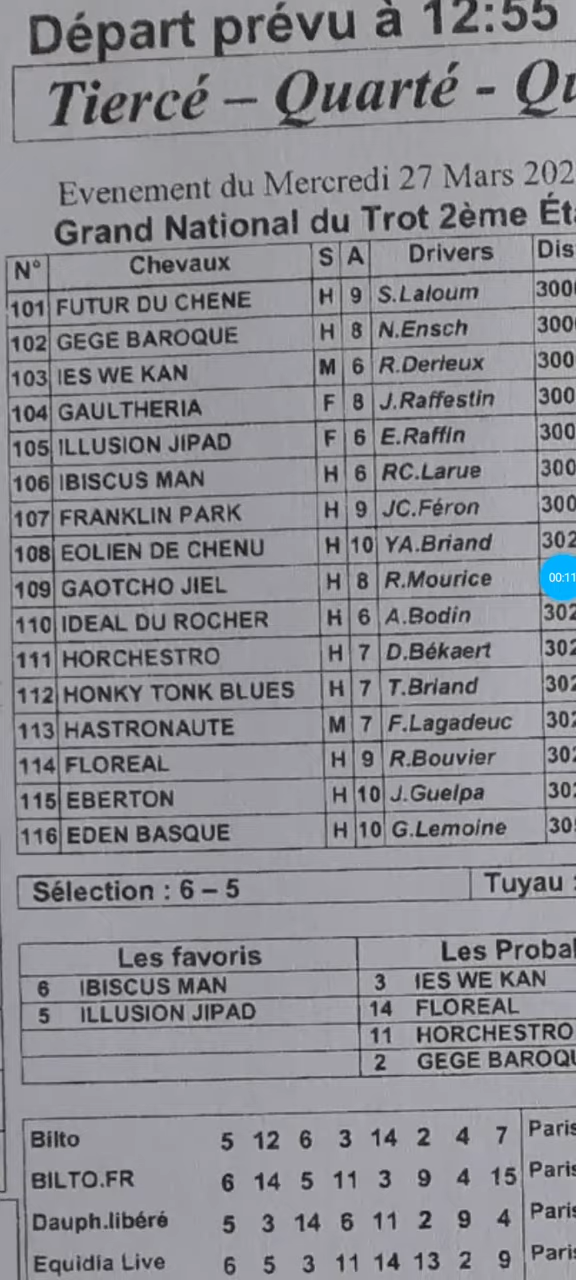 Départ prévu à 12:55
Tiercé – Quarté - Qu
Evenement du Mercredi 27 Mars 202
Grand National du Trot 2ème Éta
N° Chevaux S A Drivers Dis
101 FUTUR DU CHENE H 9 S.Laloum 300
102 GEGE BAROQUE H 8 N.Ensch 300
103 IES WE KAN M 6 R.Derieux 300
104 GAULTHERIA F 8 J.Raffestin 300
105 ILLUSION JIPAD F 6 E.Raffin 300
106 IBISCUS MAN H 6 RC.Larue 300
107 FRANKLIN PARK H 9 JC.Féron 300
108 EOLIEN DE CHENU H 10 YA.Briand 302
109 GAOTCHO JIEL H 8 R.Mourice 00:11
110 IDEAL DU ROCHER H 6 A.Bodin 302
111 HORCHESTRO H 7 D.Békaert 302
112 HONKY TONK BLUES H 7 T.Briand 302
113 HASTRONAUTE M 7 F.Lagadeuc 302
114 FLOREAL H 9 R.Bouvier 302
115 EBERTON H 10 J.Guelpa 302
116 EDEN BASQUE H 10 G.Lemoine 30
Sélection : 6 – 5 Tuyau :
Les favoris Les Probal
6 IBISCUS MAN 3 IES WE KAN
5 ILLUSION JIPAD 14 FLOREAL
11 HORCHESTRO
2 GEGE BAROQU
Bilto 5 12 6 3 14 2 4 7 Paris
BILTO.FR 6 14 5 11 3 9 4 15 Paris
Dauph.libéré 5 3 14 6 11 2 9 4 Paris
Equidia Live 6 5 3 11 14 13 2 9 Paris